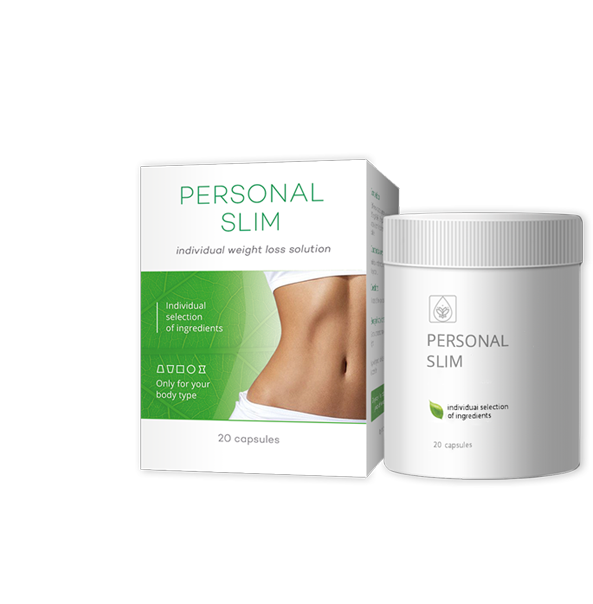 PERSONAL
SLIM
individual weight loss solution
Individual
selection
of ingredients
Only for your
body type
20 capsules
PERSONAL
SLIM
individual selection
of ingredients
20 capsules